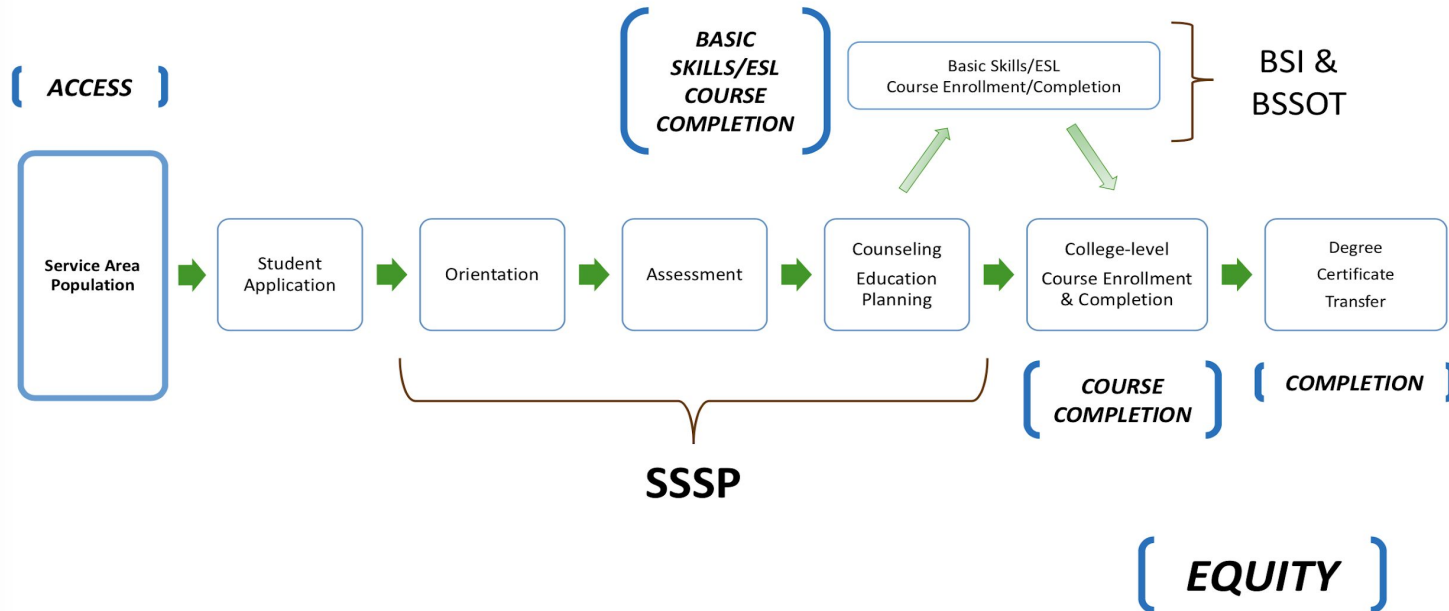 ACCESS
BASIC
SKILLS/ESL
COURSE
COMPLETION
Basic Skills/ESL
Course Enrollment/Completion
BSI &
BSSOT
Service Area
Population
Student
Application
Orientation
Assessment
Counseling
Education
Planning
College-level
Course Enrollment
& Completion
Degree
Certificate
Transfer
SSSP
COURSE
COMPLETION
COMPLETION
EQUITY